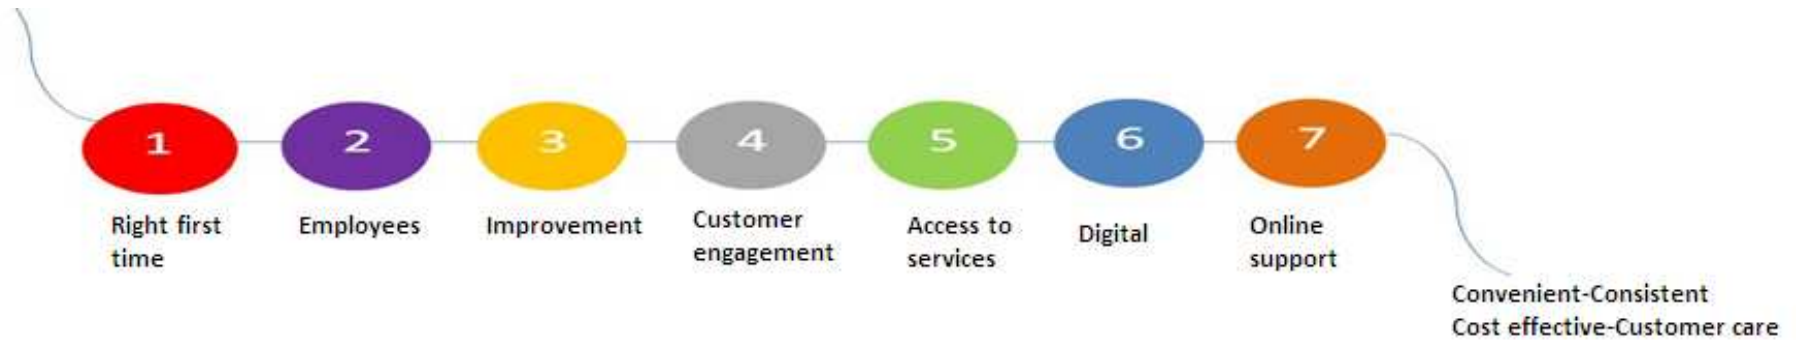 1
2
3
4
5
6
7
Right first
time
Employees
Improvement
Customer
engagement
Access to
services
Digital
Online
support
Convenient-Consistent
Cost effective-Customer care